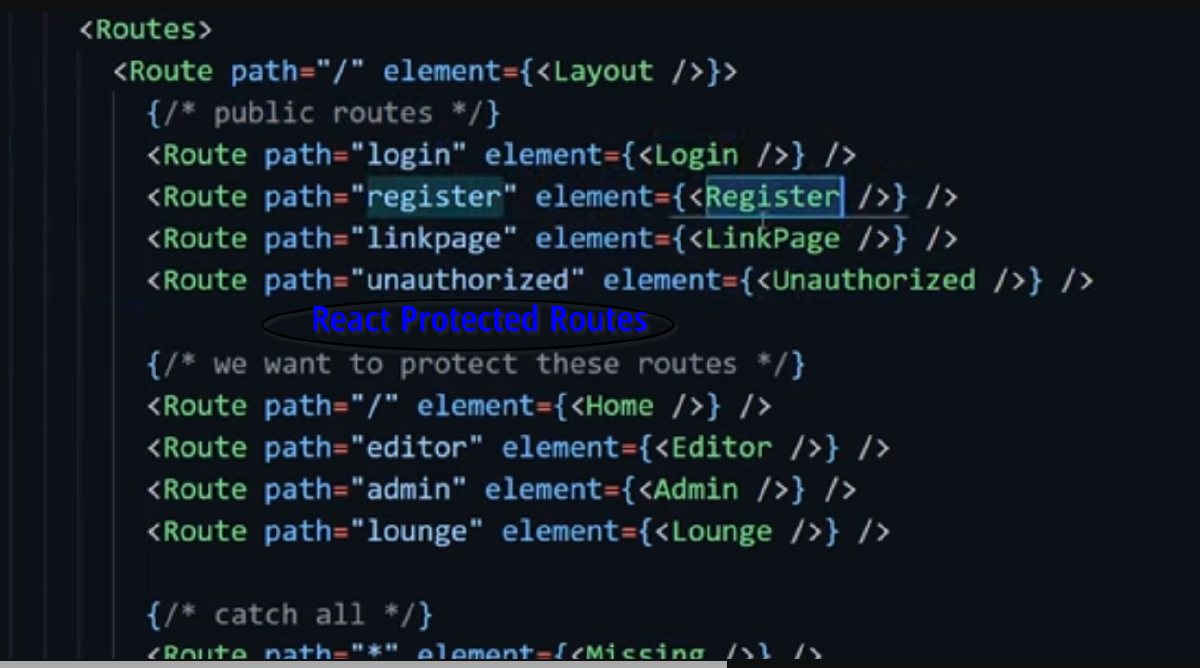 <Routes>
<Route path="/" element={<Layout />}>
{/* public routes */}
<Route path="login" element={<Login />} />
<Route path="register" element={<Register />} />
<Route path="linkpage" element={<LinkPage />} />
<Route path="unauthorized" element={<Unauthorized />} />
React Protected Routes
{/* we want to protect these routes */}
<Route path="/" element={<Home />} />
<Route path="editor" element={<Editor />} />
<Route path="admin" element={<Admin />} />
<Route path="lounge" element={<Lounge />} />
{/* catch all */}
<Route path="*" element={<Missing />} />